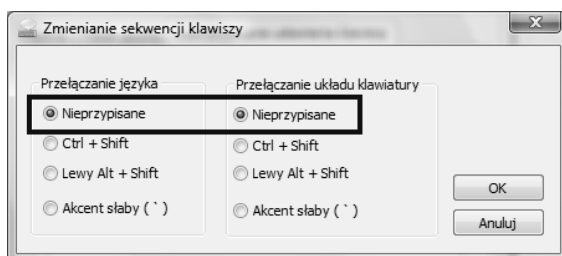 Zmienianie sekwencji klawiszy
Przełączanie języka
Nieprzypisane
Ctrl + Shift
Lewy Alt + Shift
Akcent słaby ( ` )
Przełączanie układu klawiatury
Nieprzypisane
Ctrl + Shift
Lewy Alt + Shift
Akcent słaby ( ` )
OK
Anuluj